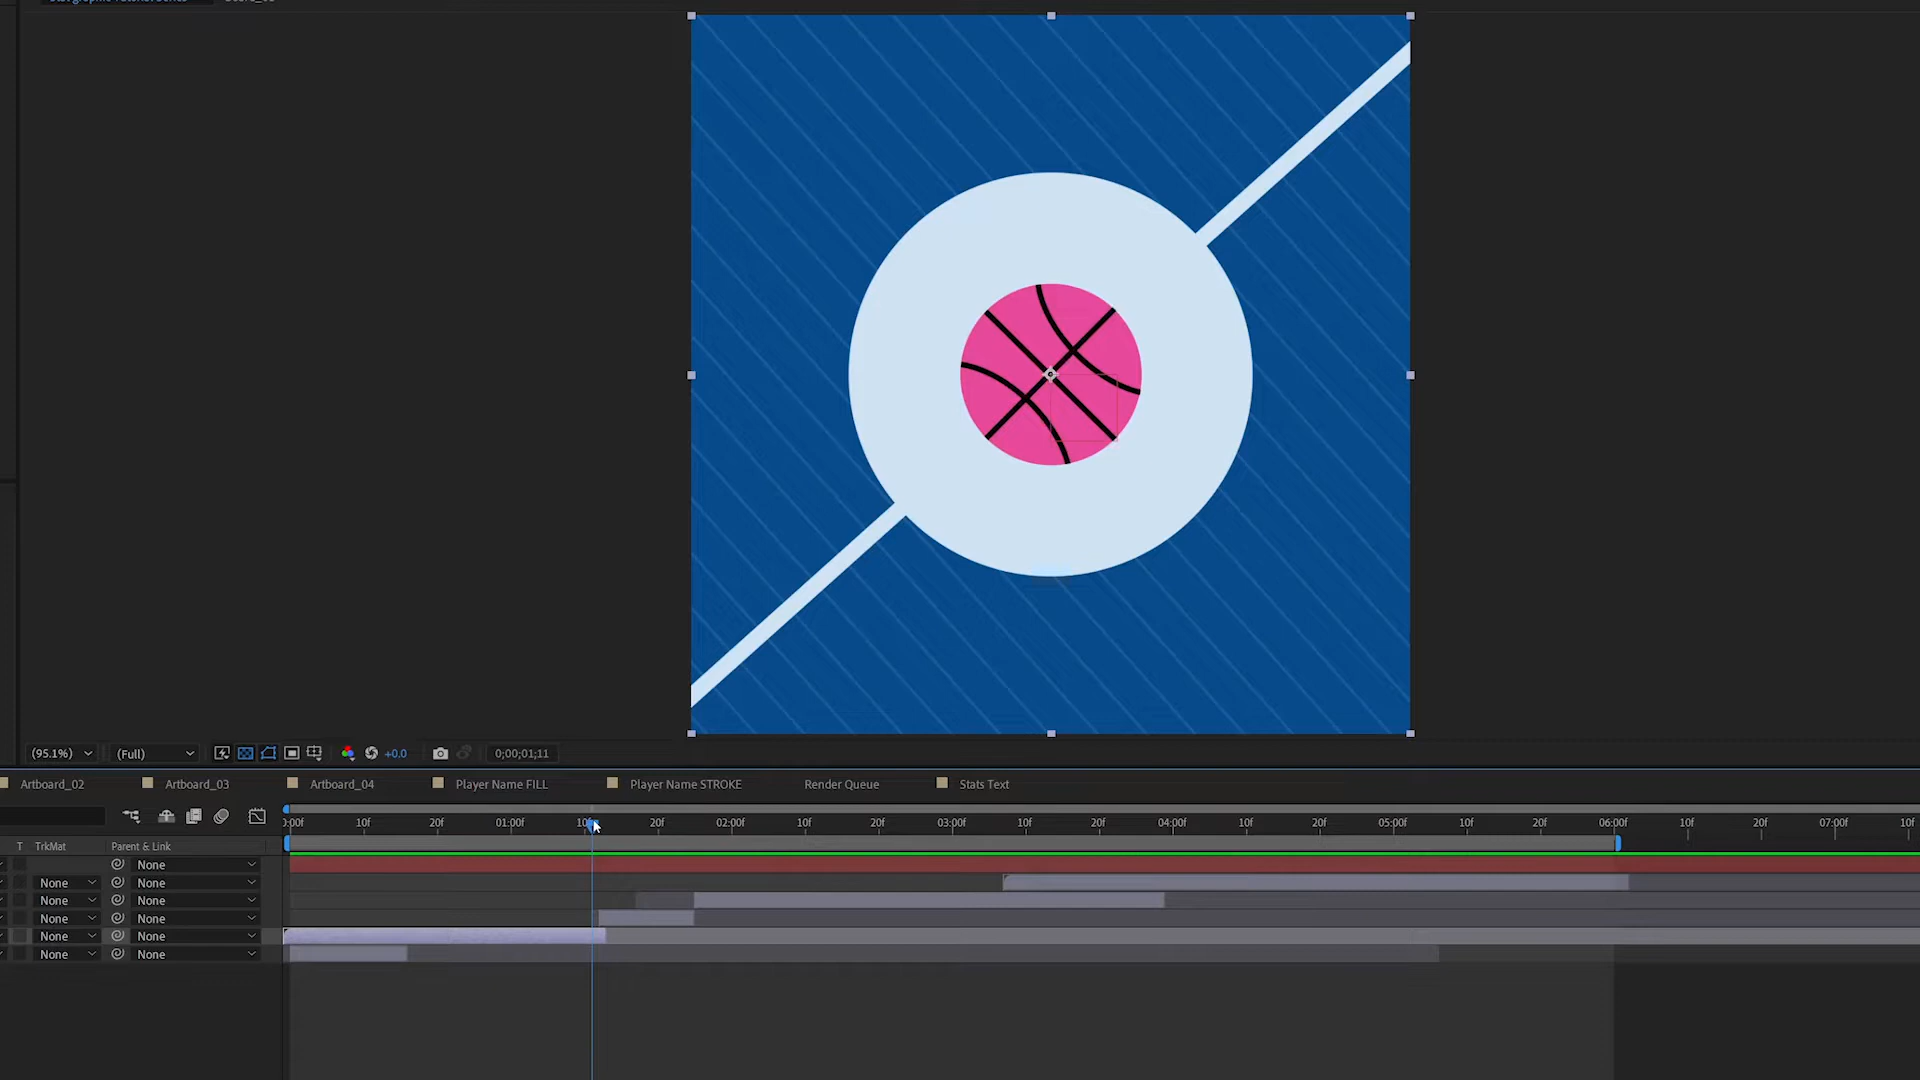 (95.1%) (Full) +0.0 0;00;01;11
Artboard_02 Artboard_03 Artboard_04 Player Name FILL Player Name STROKE Render Queue Stats Text
0:00f 10f 20f 01:00f 20f 02:00f 10f 20f 03:00f 10f 20f 04:00f 10f 20f 05:00f 10f 20f 06:00f 10f 20f 07:00f 10f
T TrkMat Parent & Link
None
None None
None None
None None
None None
None None